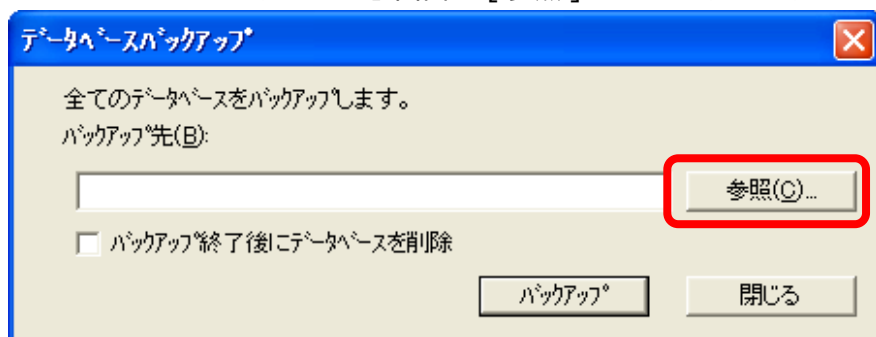 ﾃﾞｰﾀﾍﾞｰｽﾊﾞｯｸｱｯﾌﾟ
全てのﾃﾞｰﾀﾍﾞｰｽをﾊﾞｯｸｱｯﾌﾟします。
ﾊﾞｯｸｱｯﾌﾟ先(B):
参照(C)...
ﾊﾞｯｸｱｯﾌﾟ終了後にﾃﾞｰﾀﾍﾞｰｽを削除
ﾊﾞｯｸｱｯﾌﾟ 閉じる